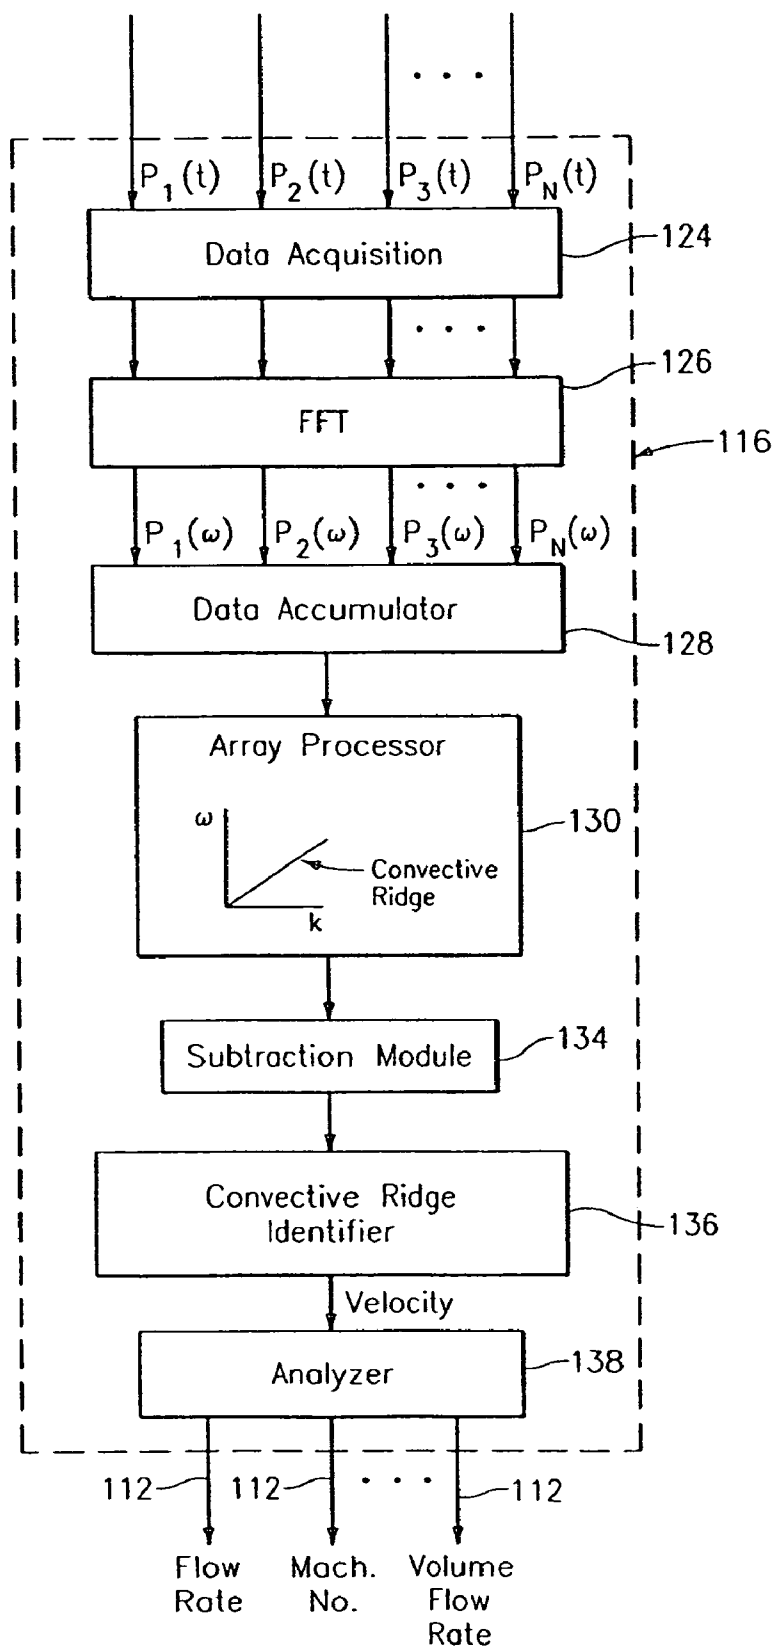 P1(t) P2(t) P3(t) PN(t)
Data Acquisition
124
126
FFT
116
P1(ω) P2(ω) P3(ω) PN(ω)
Data Accumulator
128
Array Processor
130
ω
Convective
Ridge
k
134
Subtraction Module
Convective Ridge
Identifier
136
Velocity
Analyzer
138
112 112 112
Flow
Rate
Mach.
No.
Volume
Flow
Rate